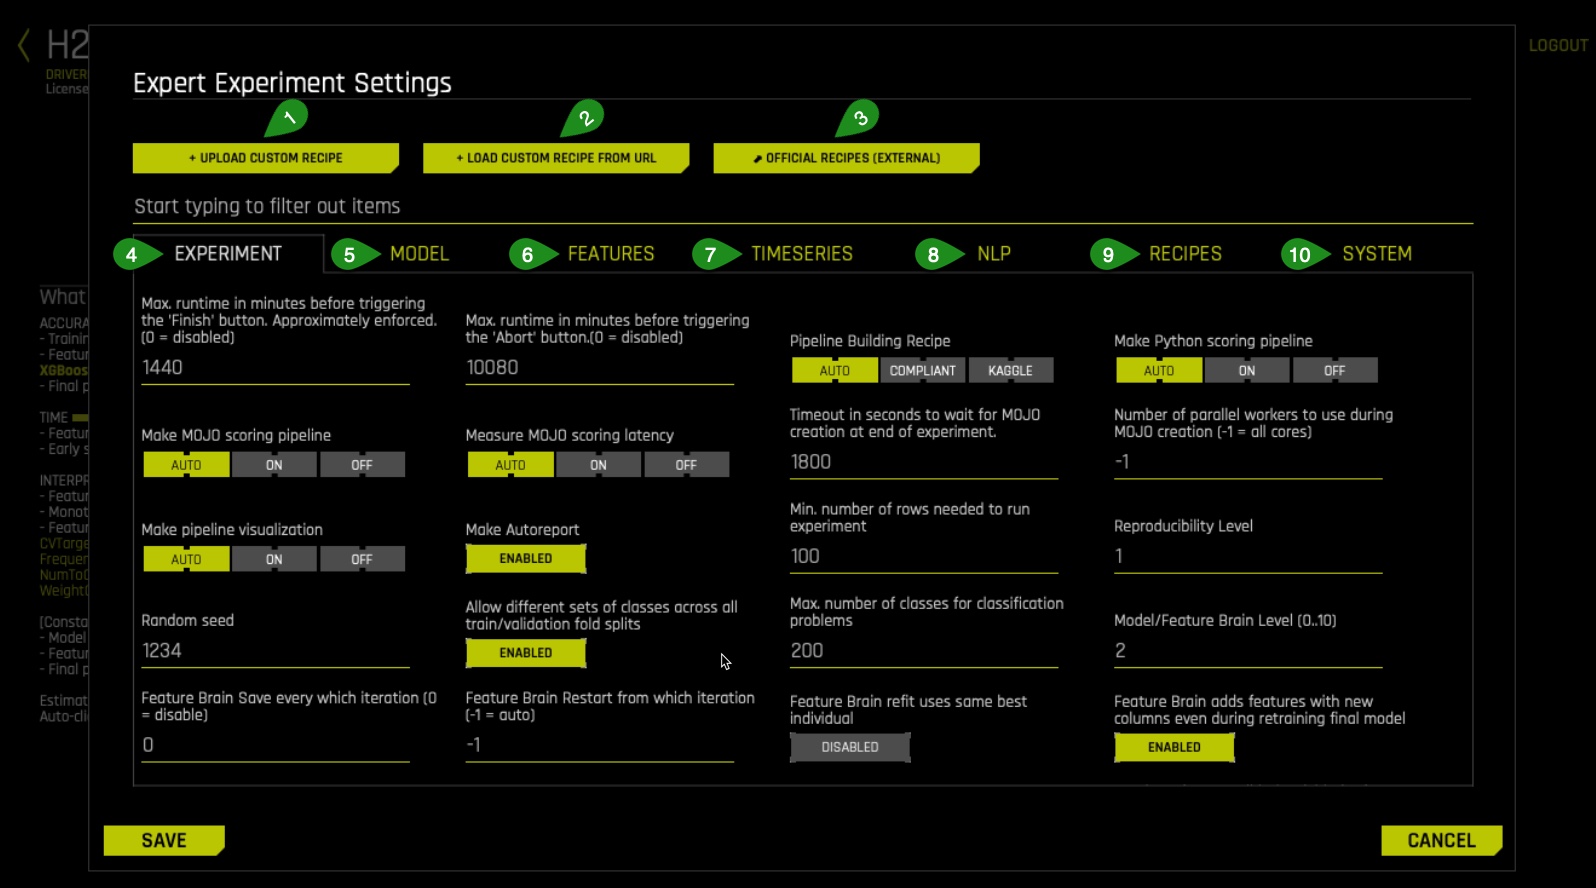 H2
DRIVER
License
LOGOUT
Expert Experiment Settings
1
2
3
+ UPLOAD CUSTOM RECIPE
+ LOAD CUSTOM RECIPE FROM URL
OFFICIAL RECIPES (EXTERNAL)
Start typing to filter out items
4 EXPERIMENT
5 MODEL
6 FEATURES
7 TIMESERIES
8 NLP
9 RECIPES
10 SYSTEM
Max. runtime in minutes before triggering
the 'Finish' button. Approximately enforced.
(0 = disabled)
1440
Max. runtime in minutes before triggering
the 'Abort' button.(0 = disabled)
10080
Pipeline Building Recipe
AUTO COMPLIANT KAGGLE
Make Python scoring pipeline
AUTO ON OFF
Make MOJO scoring pipeline
AUTO ON OFF
Measure MOJO scoring latency
AUTO ON OFF
Timeout in seconds to wait for MOJO
creation at end of experiment.
1800
Number of parallel workers to use during
MOJO creation (-1 = all cores)
-1
Make pipeline visualization
AUTO ON OFF
Make Autoreport
ENABLED
Min. number of rows needed to run
experiment
100
Reproducibility Level
1
Random seed
1234
Allow different sets of classes across all
train/validation fold splits
ENABLED
Max. number of classes for classification
problems
200
Model/Feature Brain Level (0..10)
2
Feature Brain Save every which iteration (0
= disable)
0
Feature Brain Restart from which iteration
(-1 = auto)
-1
Feature Brain refit uses same best
individual
DISABLED
Feature Brain adds features with new
columns even during retraining final model
ENABLED
What
ACCURA
- Trainin
- Featur
XGBoos
- Final p
TIME
- Featur
- Early s
INTERPR
- Featur
- Monot
- Featur
CVTarge
Frequen
NumToC
Weight
[Consta
- Model
- Featur
- Final p
Estimat
Auto-cli
SAVE
CANCEL